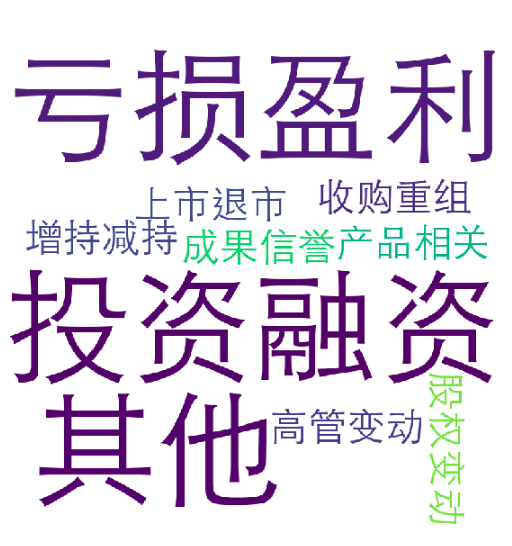 亏损盈利
上市退市
收购重组
增持减持
成果信誉
产品相关
投资融资
其他
高管变动
股权变动